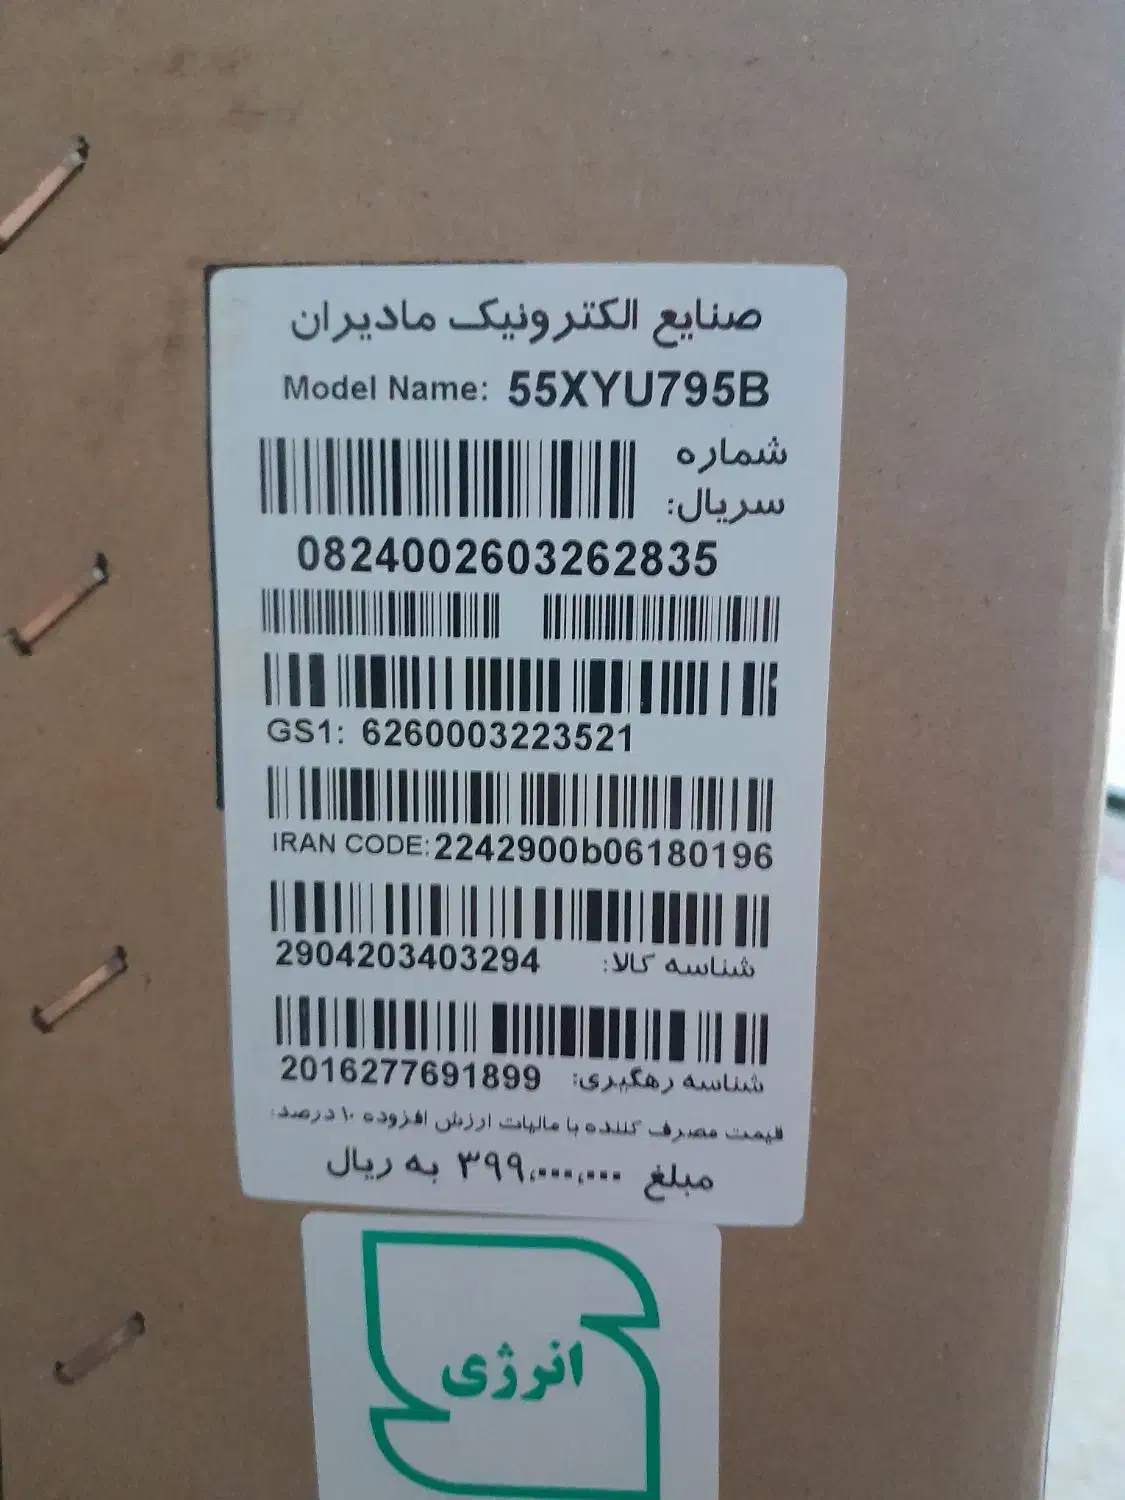 صنایع الکترونیک مادیران
Model Name: 55XYU795B
شماره
سریال:
0824002603262835
GS1: 6260003223521
IRAN CODE:2242900b06180196
شناسه کالا: 2904203403294
شناسه رهگیری: 2016277691899
قیمت مصرف کننده با مالیات ارزش افزوده ۱۰ درصد:
مبلغ ۳۹۹,۰۰۰,۰۰۰ به ریال
انرژی